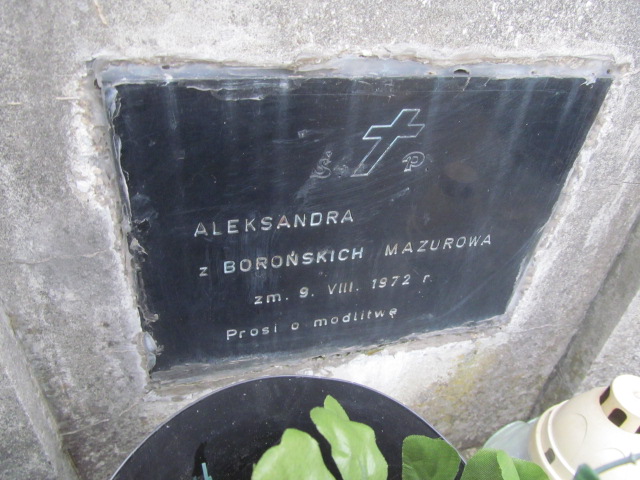 ś p
ALEKSANDRA
z BOROŃSKICH MAZUROWA
zm. 9. VIII. 1972 r.
Prosi o modlitwę